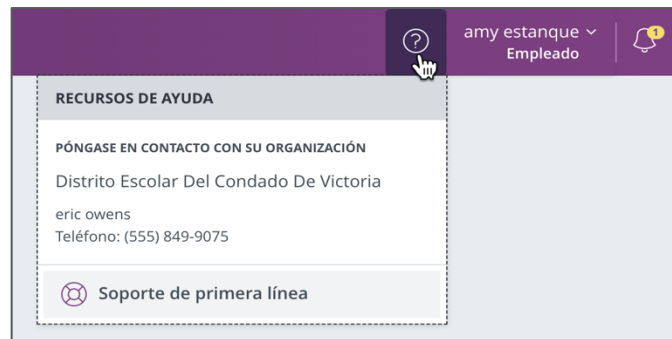 amy estanque
Empleado
1
RECURSOS DE AYUDA
PÓNGASE EN CONTACTO CON SU ORGANIZACIÓN
Distrito Escolar Del Condado De Victoria
eric owens
Teléfono: (555) 849-9075
Soporte de primera línea